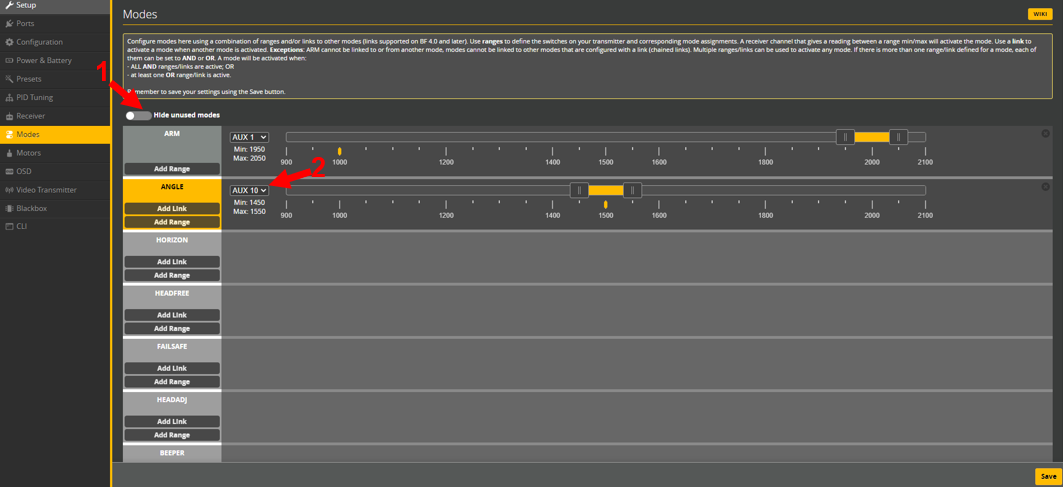 Setup
Modes
WIKI
Ports
Configuration
Power & Battery
Presets
PID Tuning
Receiver
Modes
Motors
OSD
Video Transmitter
Blackbox
CLI
Configure modes here using a combination of ranges and/or links to other modes (links supported on BF 4.0 and later). Use ranges to define the switches on your transmitter and corresponding mode assignments. A receiver channel that gives a reading between a range min/max will activate the mode. Use a link to
activate a mode when another mode is activated. Exceptions: ARM cannot be linked to or from another mode, modes cannot be linked to other modes that are configured with a link (chained links). Multiple ranges/links can be used to activate any mode. If there is more than one range/link defined for a mode, each of
them can be set to AND or OR. A mode will be activated when:
- ALL AND ranges/links are active; OR
- at least one OR range/link is active.
member to save your settings using the Save button.
1
Hide unused modes
ARM
Add Range
AUX 1
Min: 1950
Max: 2050
900 1000 1200 1400 1500 1600 1800 2000 2100
2
ANGLE
Add Link
Add Range
AUX 10
Min: 1450
Max: 1550
900 1000 1200 1400 1500 1600 1800 2000 2100
HORIZON
Add Link
Add Range
HEADFREE
Add Link
Add Range
FAILSAFE
Add Link
Add Range
HEADADJ
Add Link
Add Range
BEEPER
Save